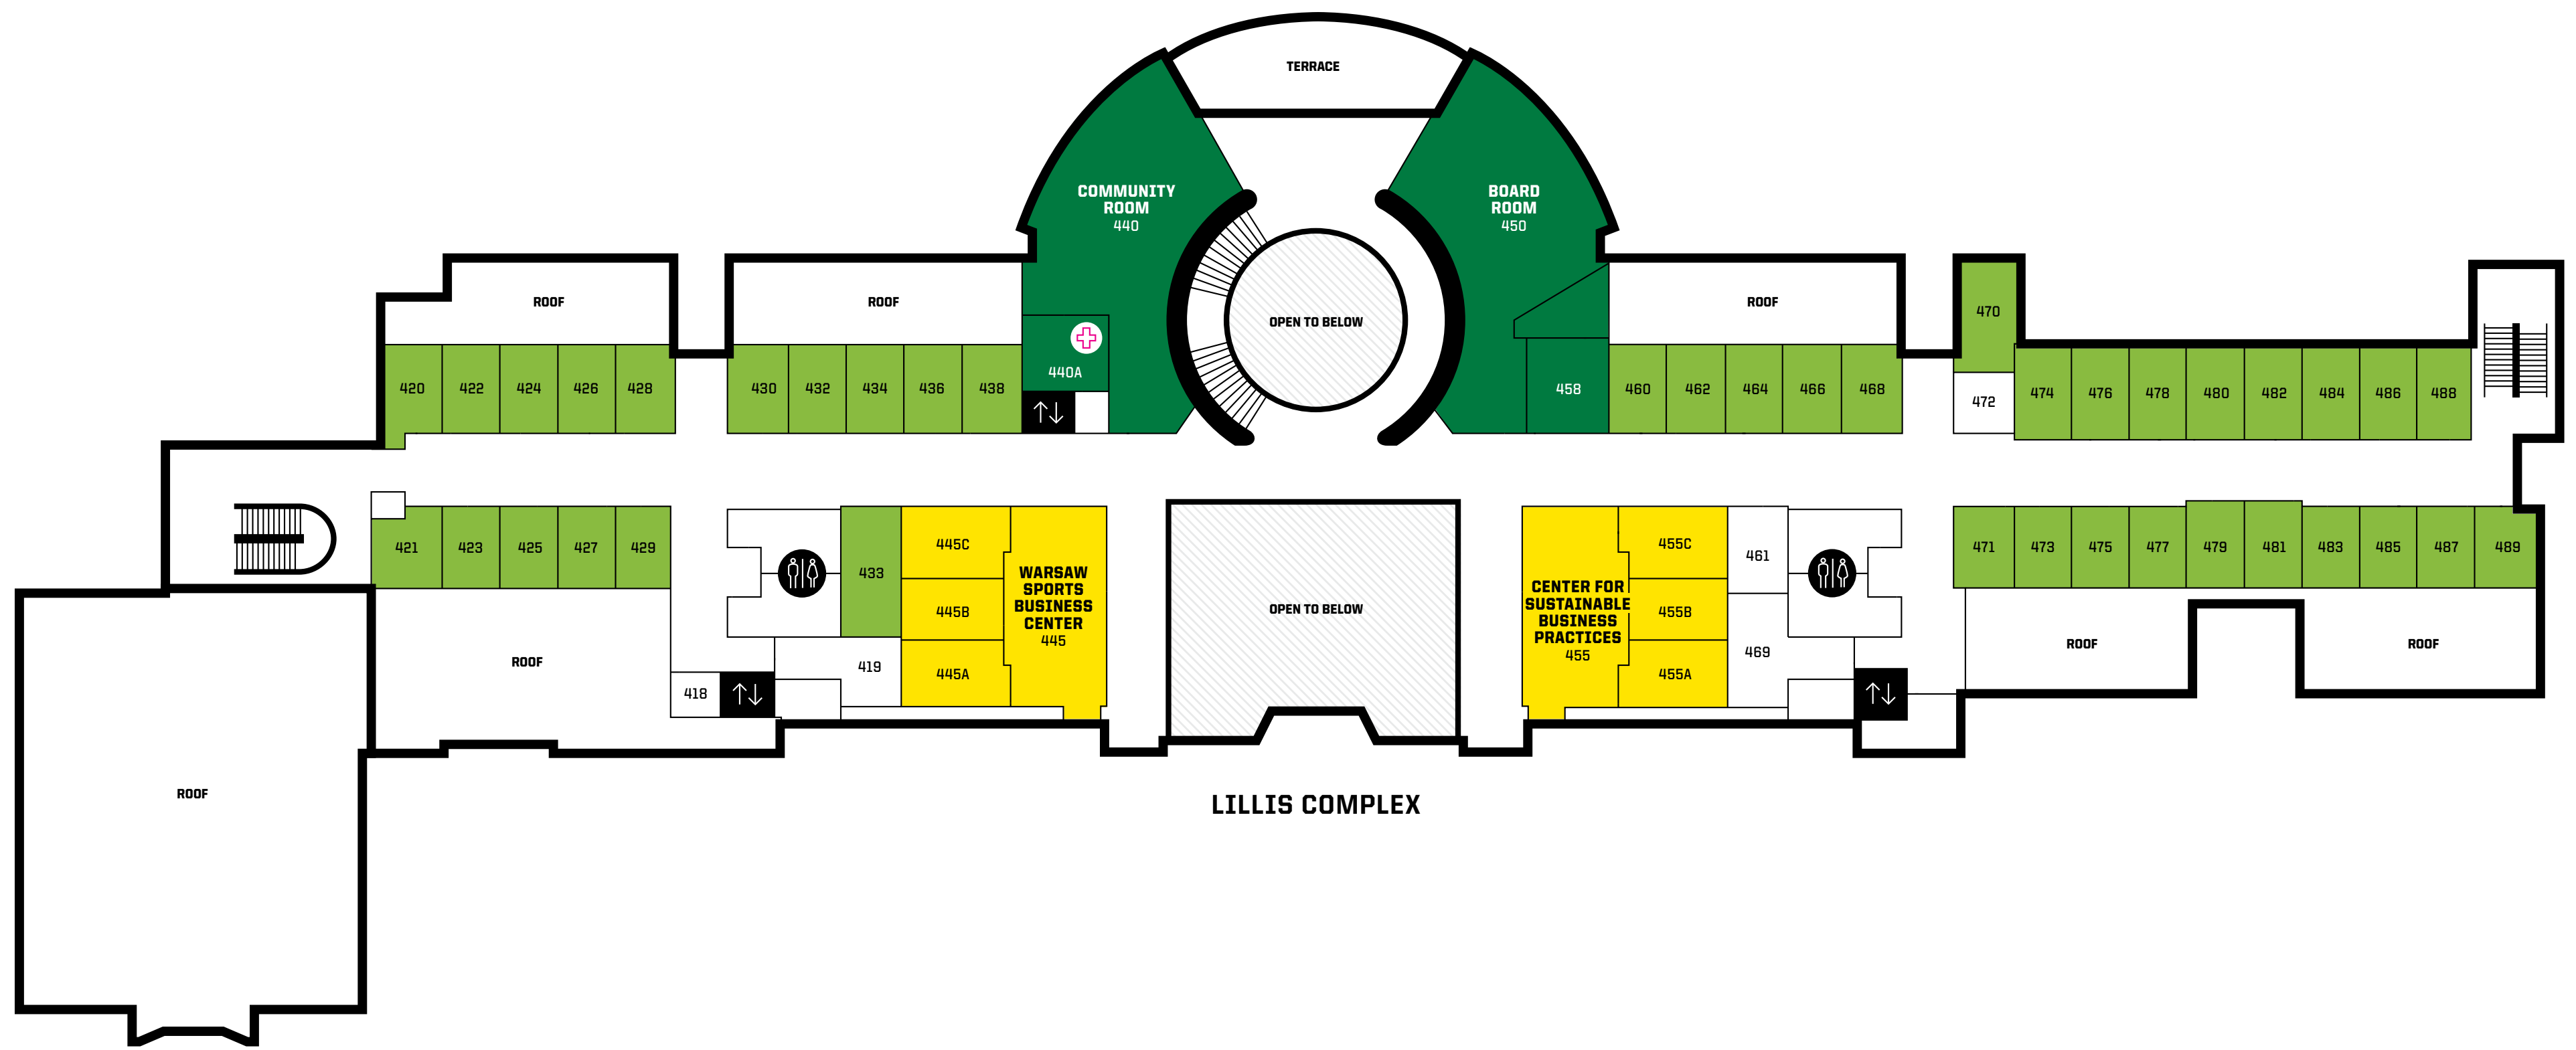 TERRACE
COMMUNITY
ROOM
440
BOARD
ROOM
450
ROOF
ROOF
OPEN TO BELOW
ROOF
470
420
422
424
426
428
430
432
434
436
438
440A
458
460
462
464
466
468
472
474
476
478
480
482
484
486
488
421
423
425
427
429
433
445C
445B
445A
WARSAW
SPORTS
BUSINESS
CENTER
445
OPEN TO BELOW
CENTER FOR
SUSTAINABLE
BUSINESS
PRACTICES
455
455C
455B
455A
461
469
471
473
475
477
479
481
483
485
487
489
ROOF
418
419
ROOF
ROOF
ROOF
LILLIS COMPLEX